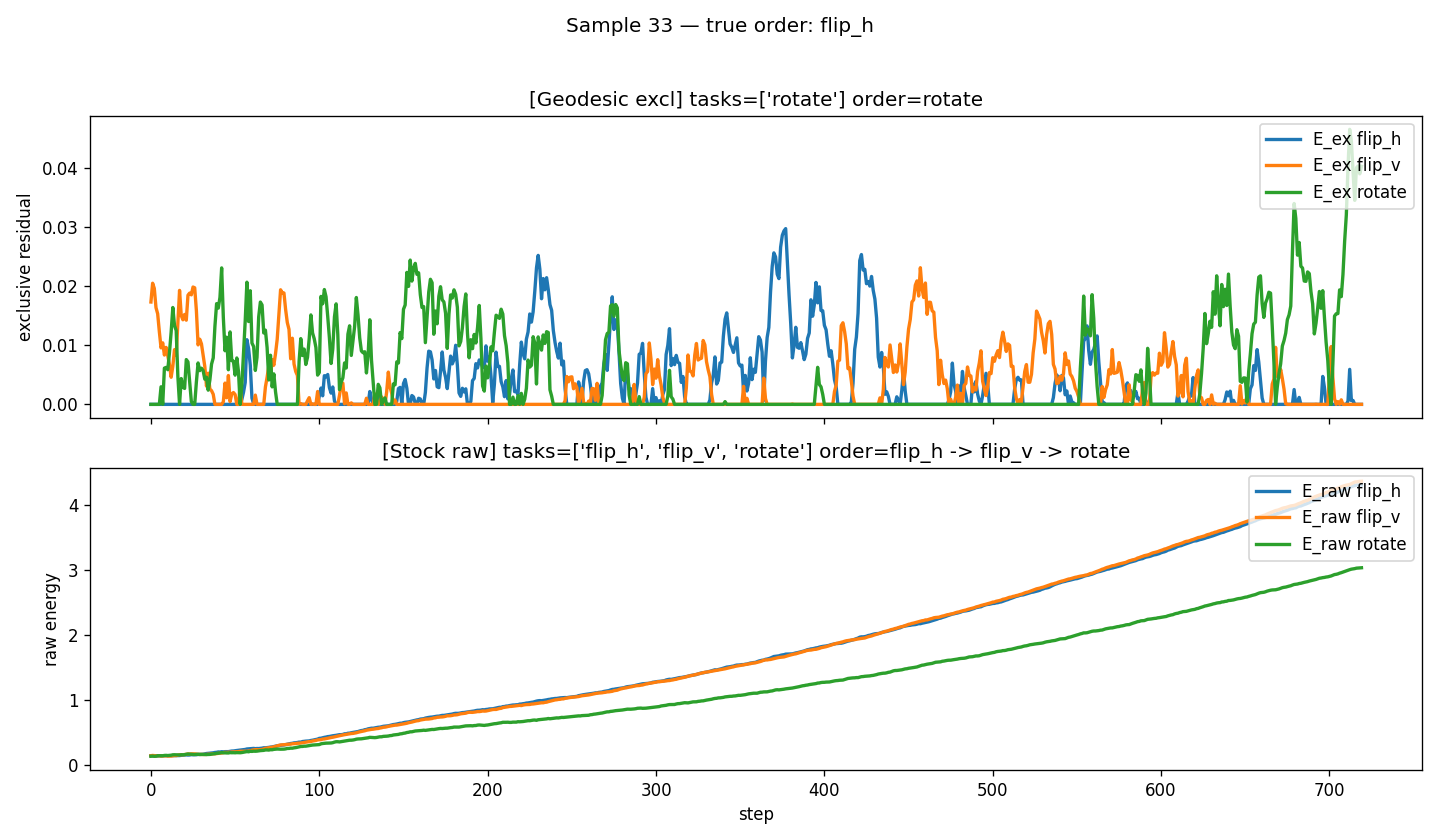 Sample 33 — true order: flip_h
[Geodesic excl] tasks=['rotate'] order=rotate
exclusive residual
0.04
0.03
0.02
0.01
0.00
E_ex flip_h
E_ex flip_v
E_ex rotate
[Stock raw] tasks=['flip_h', 'flip_v', 'rotate'] order=flip_h -> flip_v -> rotate
raw energy
4
3
2
1
0
E_raw flip_h
E_raw flip_v
E_raw rotate
0 100 200 300 400 500 600 700
step